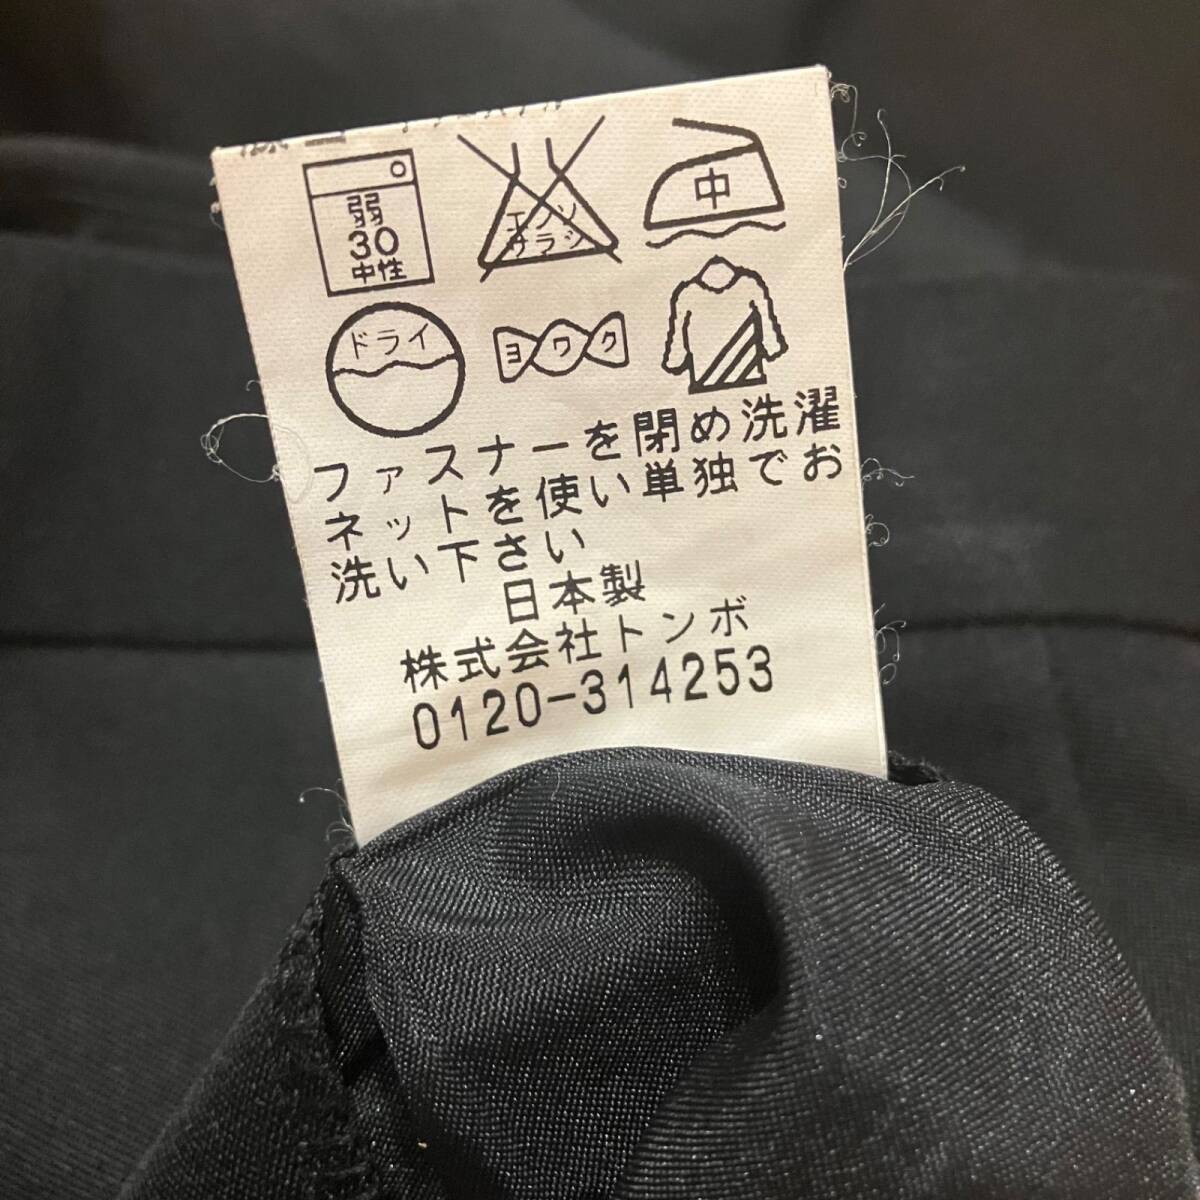 弱
30
中性
エンソ
サラシ
中
ドライ
ヨワク
ファスナーを閉め洗濯
ネットを使い単独でお
洗い下さい
日本製
株式会社トンボ
0120-314253